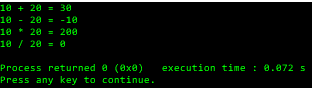 10 + 20 = 30
10 - 20 = -10
10 * 20 = 200
10 / 20 = 0
Process returned 0 (0x0)   execution time : 0.072 s
Press any key to continue.